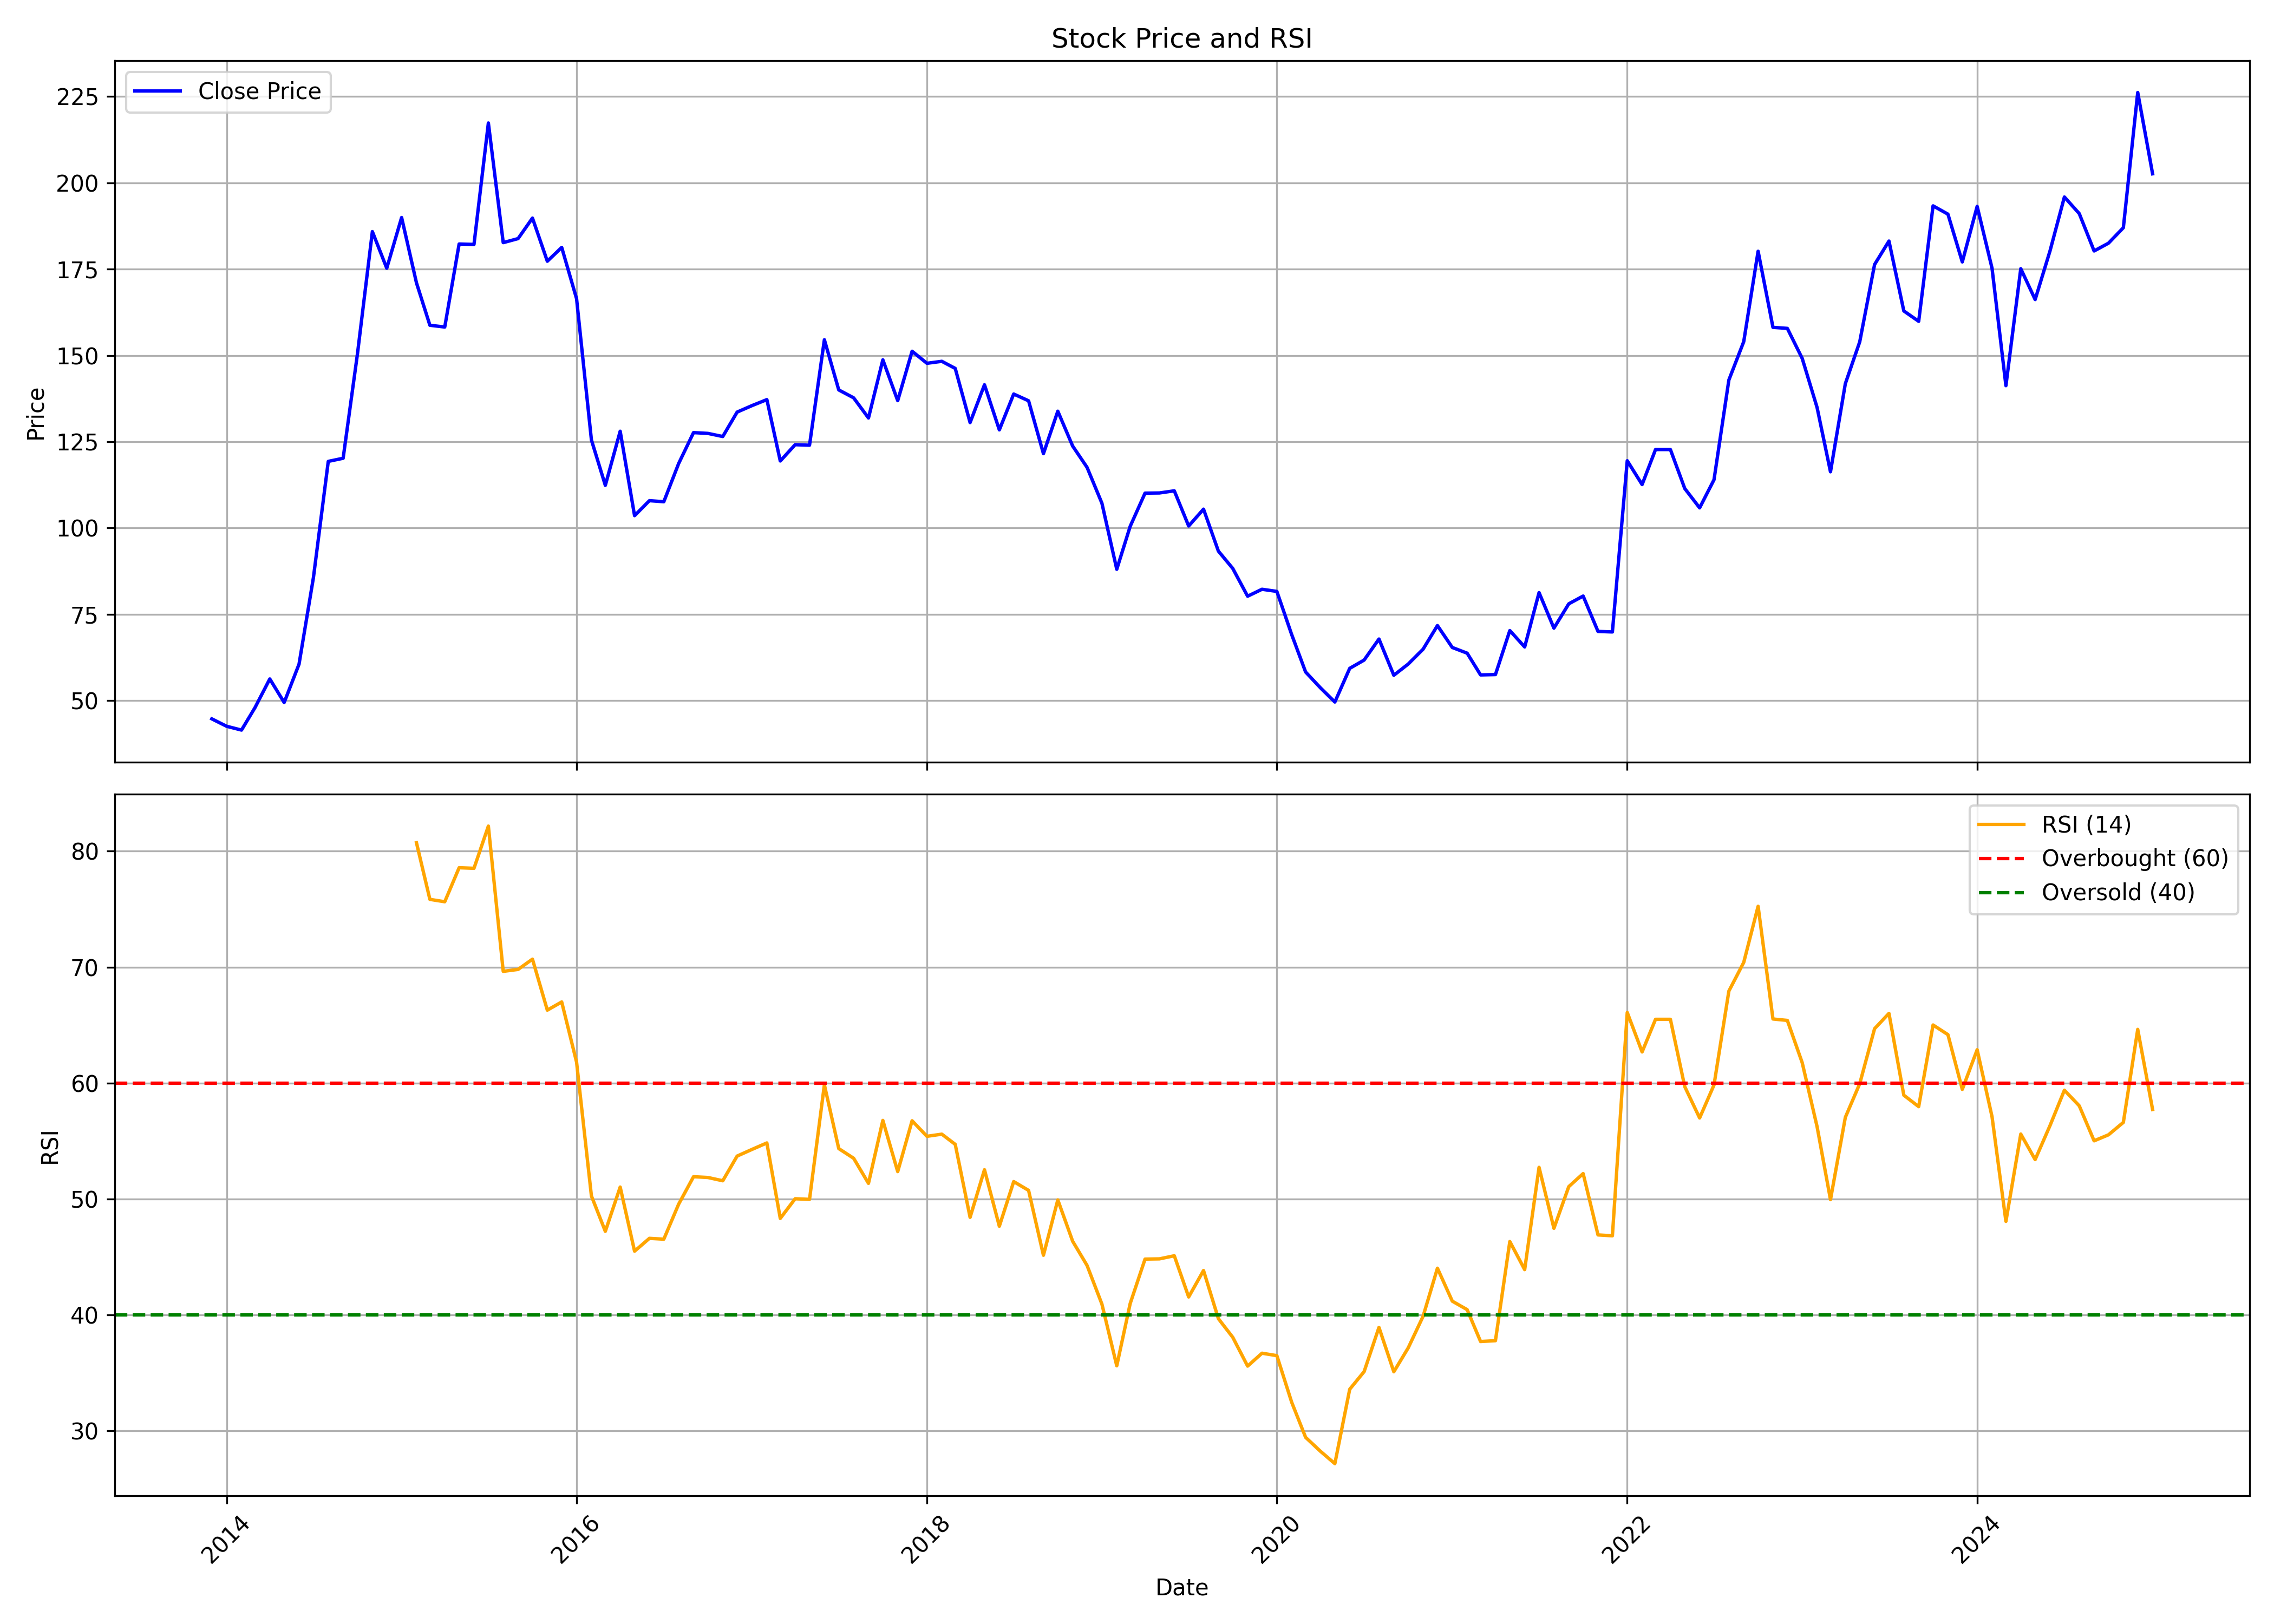 Stock Price and RSI
Close Price
225
200
175
150
125
100
75
50
Price
RSI (14)
Overbought (60)
Oversold (40)
80
70
60
50
40
30
RSI
2014
2016
2018
2020
2022
2024
Date